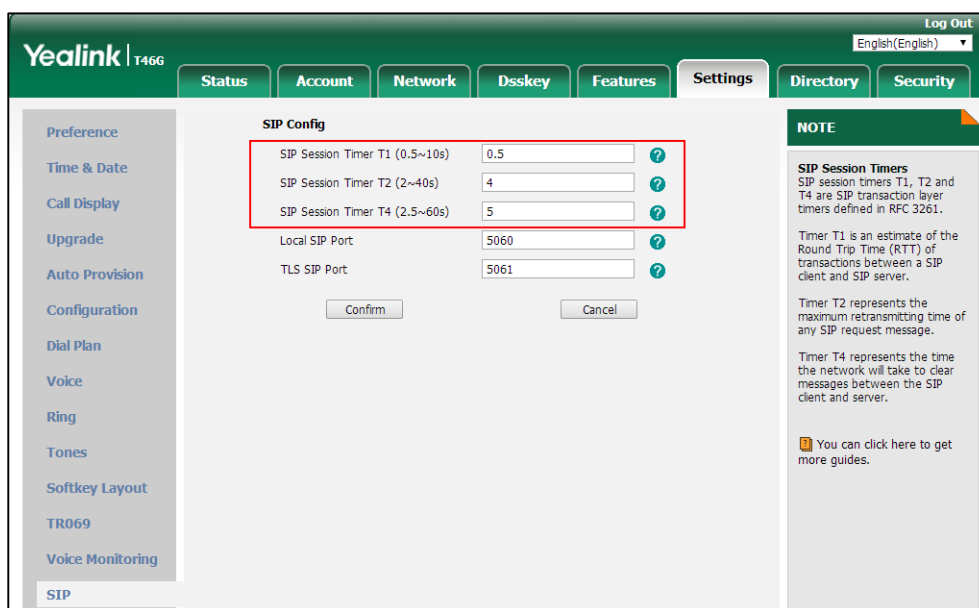 Log Out
English(English)
Yealink T46G
Status Account Network Dsskey Features Settings Directory Security
Preference
Time & Date
Call Display
Upgrade
Auto Provision
Configuration
Dial Plan
Voice
Ring
Tones
Softkey Layout
TR069
Voice Monitoring
SIP
SIP Config
SIP Session Timer T1 (0.5~10s) 0.5 ?
SIP Session Timer T2 (2~40s) 4 ?
SIP Session Timer T4 (2.5~60s) 5 ?
Local SIP Port 5060 ?
TLS SIP Port 5061 ?
Confirm Cancel
NOTE
SIP Session Timers
SIP session timers T1, T2 and
T4 are SIP transaction layer
timers defined in RFC 3261.
Timer T1 is an estimate of the
Round Trip Time (RTT) of
transactions between a SIP
client and SIP server.
Timer T2 represents the
maximum retransmitting time of
any SIP request message.
Timer T4 represents the time
the network will take to clear
messages between the SIP
client and server.
? You can click here to get
more guides.